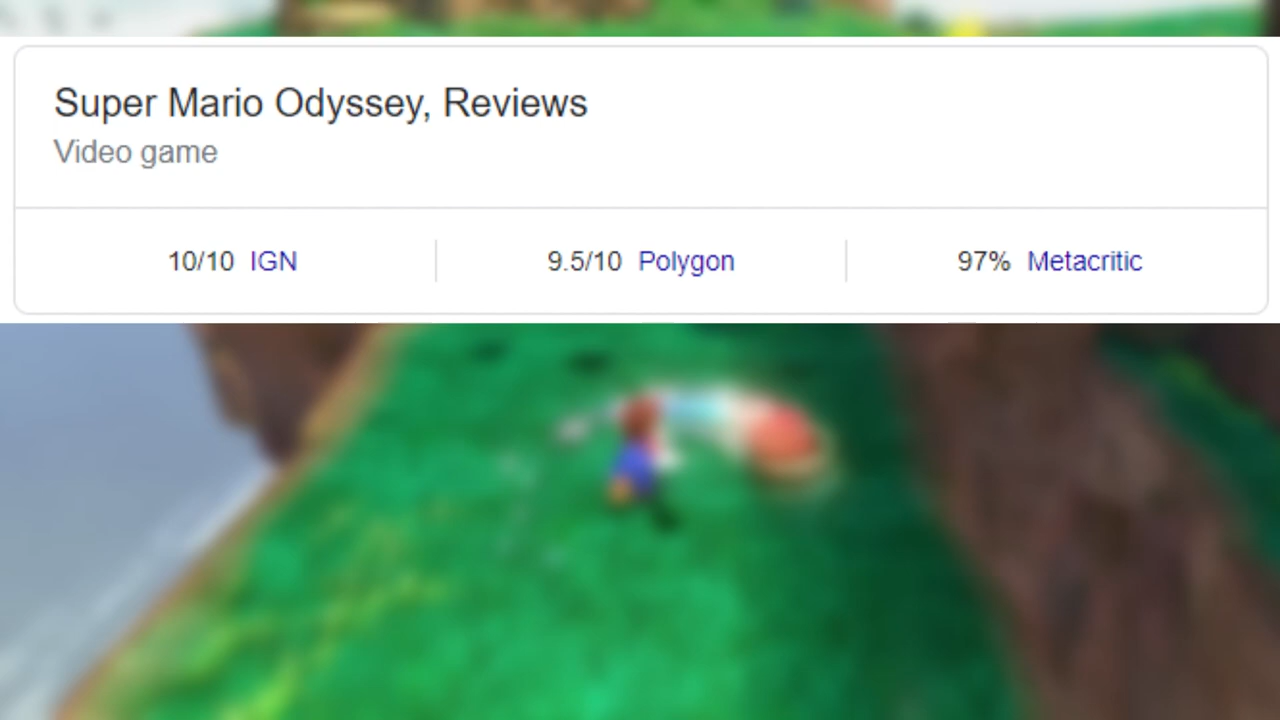 Super Mario Odyssey, Reviews
Video game
10/10 IGN 9.5/10 Polygon 97% Metacritic